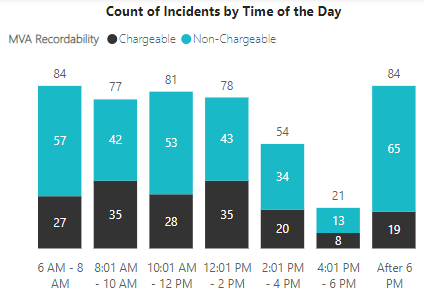 Count of Incidents by Time of the Day
MVA Recordability Chargeable Non-Chargeable
84 77 81 78 54 21 84
57 42 53 43 34 13 65
27 35 28 35 20 8 19
6 AM - 8 8:01 AM 10:01 AM 12:01 PM 2:01 PM 4:01 PM After 6
AM - 10 AM - 12 PM - 2 PM - 4 PM - 6 PM PM